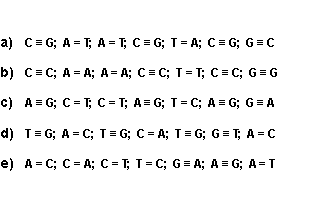 a) C ≡ G; A = T; A = T; C ≡ G; T = A; C ≡ G; G ≡ C
b) C ≡ C; A = A; A = A; C ≡ C; T = T; C ≡ C; G ≡ G
c) A ≡ G; C = T; C = T; A ≡ G; T = C; A ≡ G; G ≡ A
d) T ≡ G; A = C; T ≡ G; C = A; T ≡ G; G ≡ T; A = C
e) A = C; C = A; C = T; T = C; G ≡ A; A ≡ G; A = T